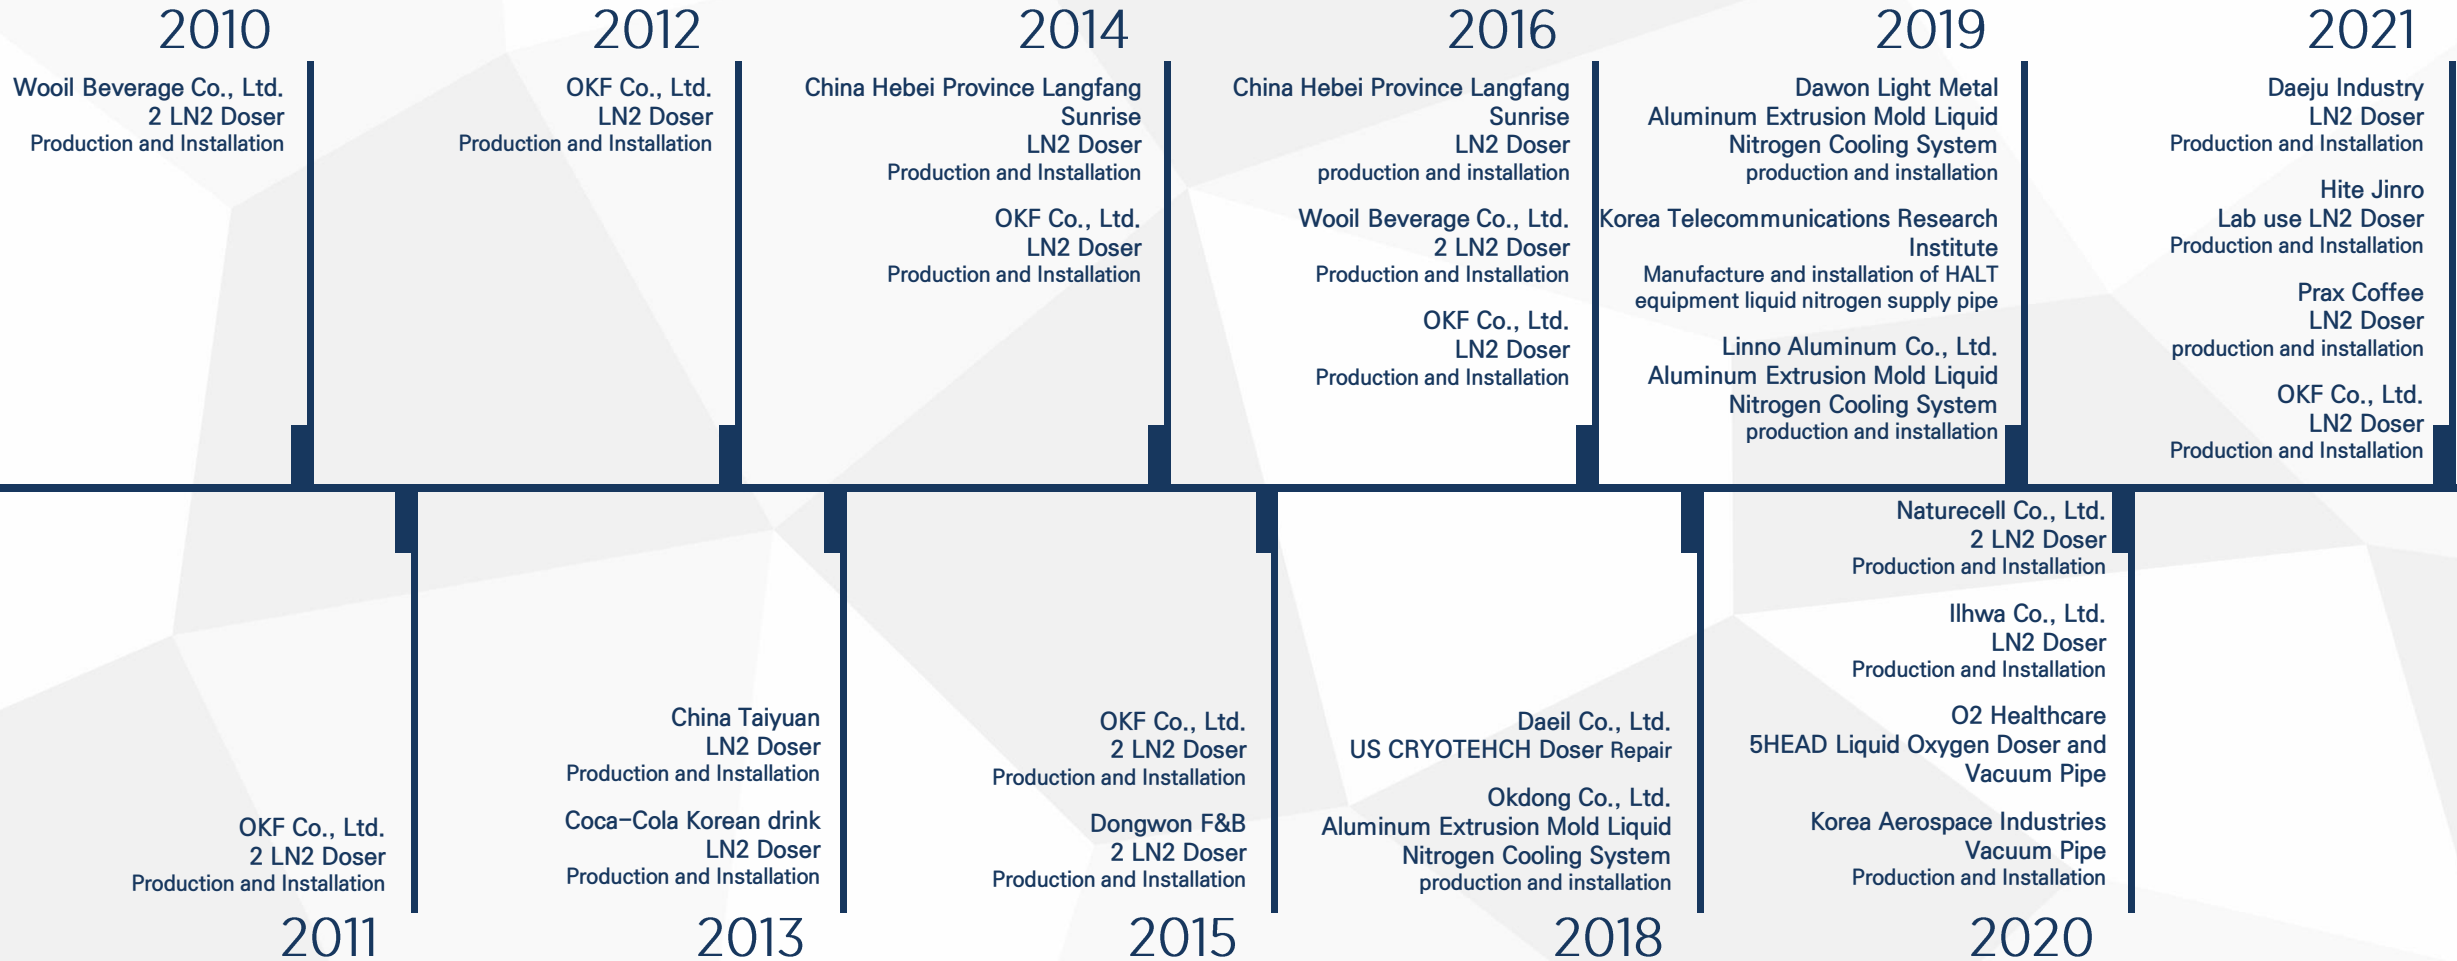 2010
Wooil Beverage Co., Ltd.
2 LN2 Doser
Production and Installation
2012
OKF Co., Ltd.
LN2 Doser
Production and Installation
2014
China Hebei Province Langfang
Sunrise
LN2 Doser
Production and Installation
OKF Co., Ltd.
LN2 Doser
Production and Installation
2016
China Hebei Province Langfang
Sunrise
LN2 Doser
production and installation
Wooil Beverage Co., Ltd.
2 LN2 Doser
Production and Installation
OKF Co., Ltd.
LN2 Doser
Production and Installation
2019
Dawon Light Metal
Aluminum Extrusion Mold Liquid
Nitrogen Cooling System
production and installation
Korea Telecommunications Research
Institute
Manufacture and installation of HALT
equipment liquid nitrogen supply pipe
Linno Aluminum Co., Ltd.
Aluminum Extrusion Mold Liquid
Nitrogen Cooling System
production and installation
2021
Daeju Industry
LN2 Doser
Production and Installation
Hite Jinro
Lab use LN2 Doser
Production and Installation
Prax Coffee
LN2 Doser
production and installation
OKF Co., Ltd.
LN2 Doser
Production and Installation
OKF Co., Ltd.
2 LN2 Doser
Production and Installation
2011
China Taiyuan
LN2 Doser
Production and Installation
Coca-Cola Korean drink
LN2 Doser
Production and Installation
2013
OKF Co., Ltd.
2 LN2 Doser
Production and Installation
Dongwon F&B
2 LN2 Doser
Production and Installation
2015
Daeil Co., Ltd.
US CRYOTEHCH Doser Repair
Okdong Co., Ltd.
Aluminum Extrusion Mold Liquid
Nitrogen Cooling System
production and installation
2018
Naturecell Co., Ltd.
2 LN2 Doser
Production and Installation
Ilhwa Co., Ltd.
LN2 Doser
Production and Installation
O2 Healthcare
5HEAD Liquid Oxygen Doser and
Vacuum Pipe
Korea Aerospace Industries
Vacuum Pipe
Production and Installation
2020